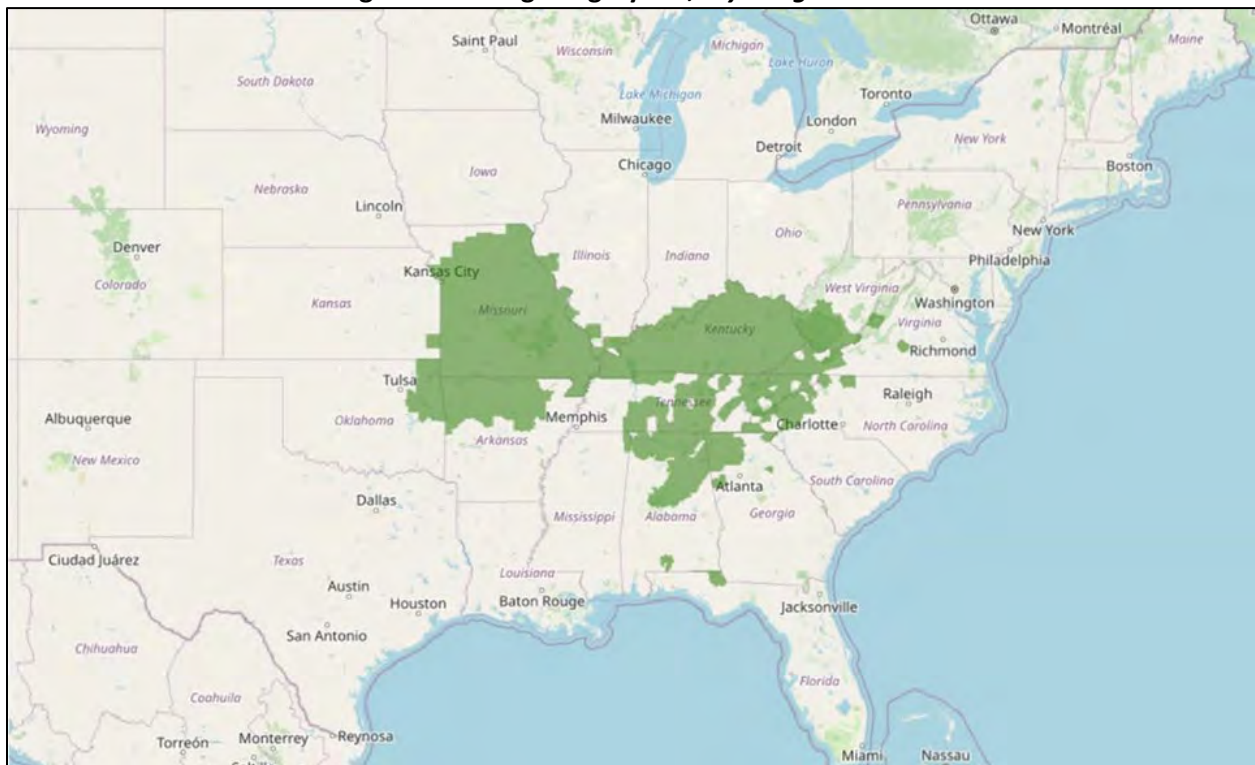 Ottawa
Montréal
Saint Paul
Wisconsin
Michigan
Maine
Lake Huron
South Dakota
Toronto
Lake Michigan
Milwaukee
London
Wyoming
New York
Detroit
Chicago
Boston
Iowa
Nebraska
Pennsylvania
Lincoln
New York
Ohio
Denver
Illinois
Indiana
Philadelphia
Kansas City
Colorado
West Virginia
Washington
Kansas
Missouri
Kentucky
Virginia
Richmond
Tulsa
Tennessee
Raleigh
Albuquerque
Oklahoma
Memphis
Charlotte
North Carolina
Arkansas
New Mexico
South Carolina
Atlanta
Dallas
Mississippi
Alabama
Georgia
Ciudad Juárez
Texas
Louisiana
Austin
Baton Rouge
Houston
Jacksonville
San Antonio
Chihuahua
Florida
Coahuila
Reynosa
Monterrey
Torreón
Miami
Nassau